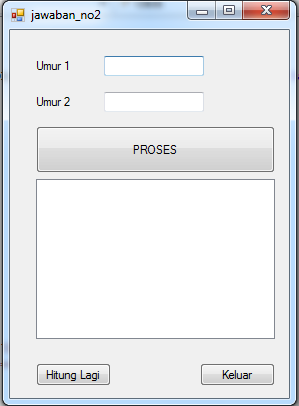 jawaban_no2
Umur 1
Umur 2
PROSES
Hitung Lagi
Keluar